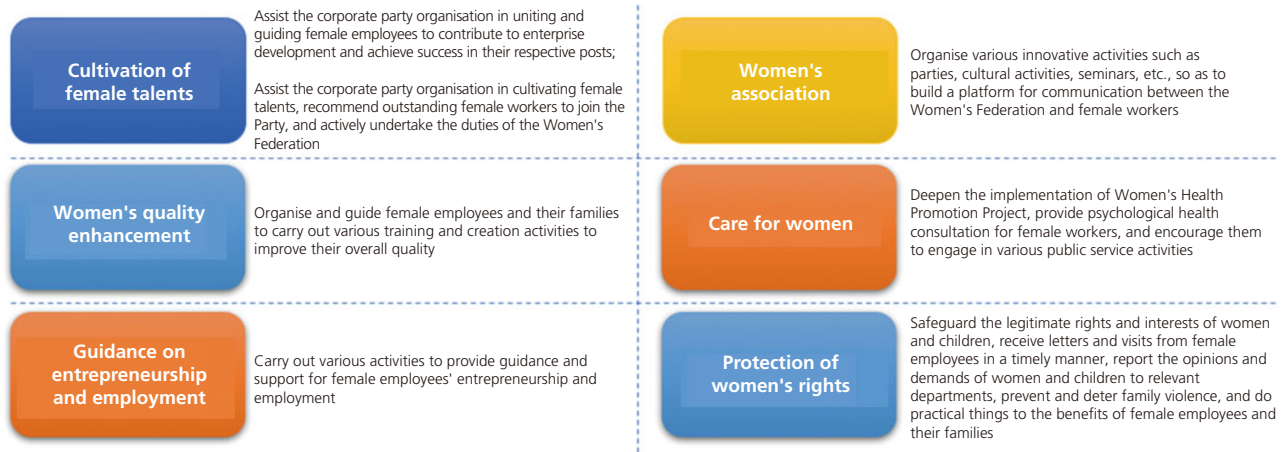 Cultivation of
female talents
Assist the corporate party organisation in uniting and
guiding female employees to contribute to enterprise
development and achieve success in their respective posts;
Assist the corporate party organisation in cultivating female
talents, recommend outstanding female workers to join the
Party, and actively undertake the duties of the Women's
Federation
Women's
association
Organise various innovative activities such as
parties, cultural activities, seminars, etc., so as to
build a platform for communication between the
Women's Federation and female workers
Women's quality
enhancement
Organise and guide female employees and their families
to carry out various training and creation activities to
improve their overall quality
Care for women
Deepen the implementation of Women's Health
Promotion Project, provide psychological health
consultation for female workers, and encourage them
to engage in various public service activities
Guidance on
entrepreneurship
and employment
Carry out various activities to provide guidance and
support for female employees' entrepreneurship and
employment
Protection of
women's rights
Safeguard the legitimate rights and interests of women
and children, receive letters and visits from female
employees in a timely manner, report the opinions and
demands of women and children to relevant
departments, prevent and deter family violence, and do
practical things to the benefits of female employees and
their families